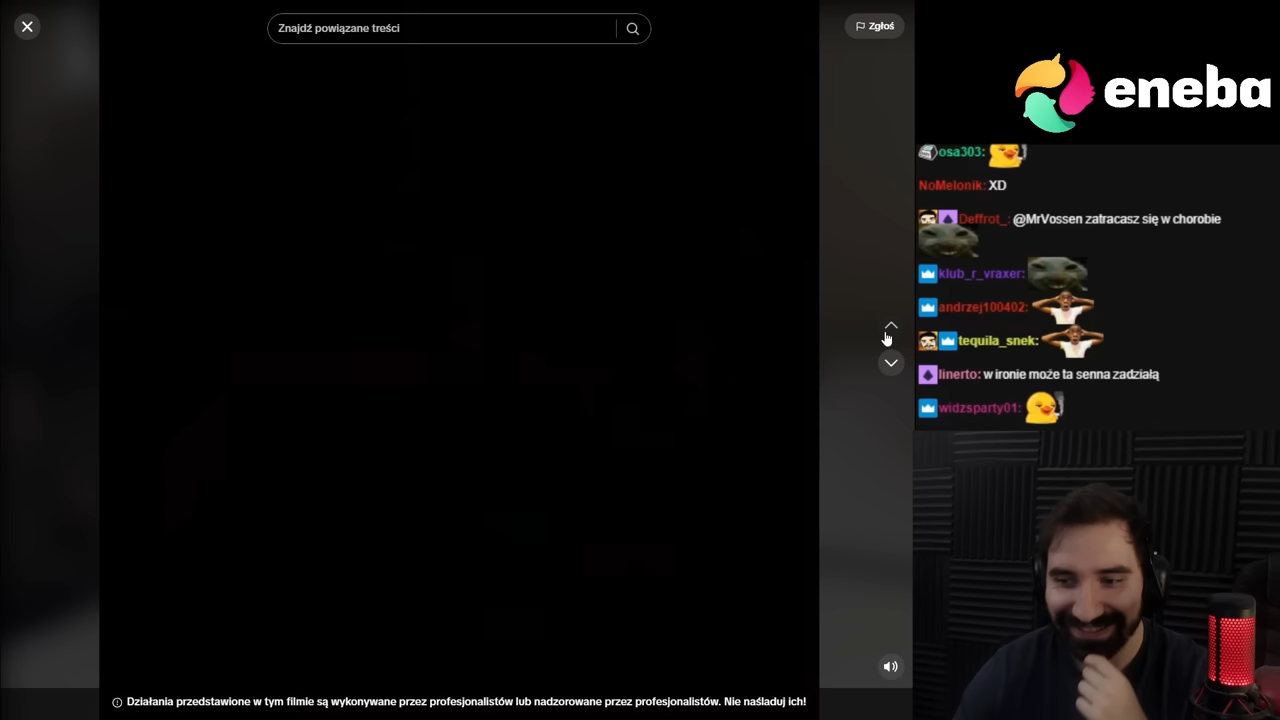 Znajdź powiązane treści
Zgłoś
eneba
osa303:
NoMelonik: XD
Deffrot_: @MrVossen zatracasz się w chorobie
klub_r_vraxer:
andrzej100402:
tequila_snek:
linerto: w ironie może ta senna zadziałą
widzsparty01:
Działania przedstawione w tym filmie są wykonywane przez profesjonalistów lub nadzorowane przez profesjonalistów. Nie naśladuj ich!